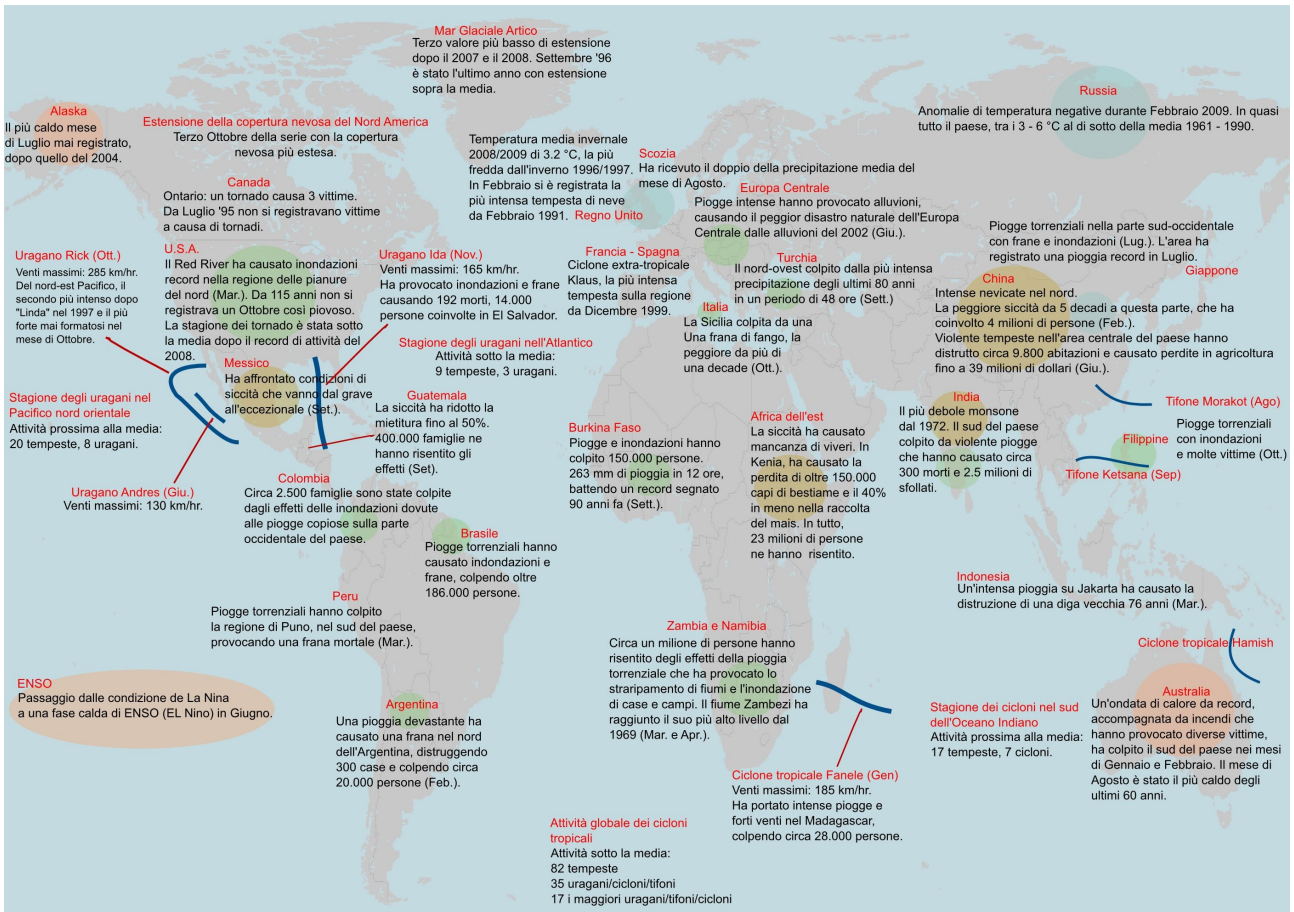 Mar Glaciale Artico
Terzo valore più basso di estensione
dopo il 2007 e il 2008. Settembre '96
è stato l'ultimo anno con estensione
sopra la media.
Alaska
Il più caldo mese
di Luglio mai registrato,
dopo quello del 2004.
Estensione della copertura nevosa del Nord America
Terzo Ottobre della serie con la copertura
nevosa più estesa.
Russia
Anomalie di temperatura negative durante Febbraio 2009. In quasi
tutto il paese, tra i 3 - 6 °C al di sotto della media 1961 - 1990.
Temperatura media invernale
2008/2009 di 3.2 °C, la più
fredda dall'inverno 1996/1997.
In Febbraio si è registrata la
più intensa tempesta di neve
da Febbraio 1991. Regno Unito
Scozia
Ha ricevuto il doppio della precipitazione media del
mese di Agosto.
Canada
Ontario: un tornado causa 3 vittime.
Da Luglio '95 non si registravano vittime
a causa di tornadi.
Europa Centrale
Piogge intense hanno provocato alluvioni,
causando il peggior disastro naturale dell'Europa
Centrale dalle alluvioni del 2002 (Giu.).
Piogge torrenziali nella parte sud-occidentale
con frane e inondazioni (Lug.). L'area ha
registrato una pioggia record in Luglio.
Giappone
Uragano Rick (Ott.)
Venti massimi: 285 km/hr.
Del nord-est Pacifico, il
secondo più intenso dopo
"Linda" nel 1997 e il più
forte mai formatosi nel
mese di Ottobre.
U.S.A.
Il Red River ha causato inondazioni
record nella regione delle pianure
del nord (Mar.). Da 115 anni non si
registrava un Ottobre così piovoso.
La stagione dei tornado è stata sotto
la media dopo il record di attività del
2008.
Uragano Ida (Nov.)
Venti massimi: 165 km/hr.
Ha provocato inondazioni e frane
causando 192 morti, 14.000
persone coinvolte in El Salvador.
Francia - Spagna
Ciclone extra-tropicale
Klaus, la più intensa
tempesta sulla regione
da Dicembre 1999.
Turchia
Il nord-ovest colpito dalla più intensa
precipitazione degli ultimi 80 anni
in un periodo di 48 ore (Sett.)
China
Intense nevicate nel nord.
La peggiore siccità da 5 decadi a questa parte, che ha
coinvolto 4 milioni di persone (Feb.).
Violente tempeste nell'area centrale del paese hanno
distrutto circa 9.800 abitazioni e causato perdite in agricoltura
fino a 39 milioni di dollari (Giu.).
Italia
La Sicilia colpita da una
Una frana di fango, la
peggiore da più di
una decade (Ott.).
Stagione degli uragani nell'Atlantico
Attività sotto la media:
9 tempeste, 3 uragani.
Messico
Ha affrontato condizioni di
siccità che vanno dal grave
all'eccezionale (Set.).
Stagione degli uragani nel
Pacifico nord orientale
Attività prossima alla media:
20 tempeste, 8 uragani.
Guatemala
La siccità ha ridotto la
mietitura fino al 50%.
400.000 famiglie ne
hanno risentito gli
effetti (Set).
Burkina Faso
Piogge e inondazioni hanno
colpito 150.000 persone.
263 mm di pioggia in 12 ore,
battendo un record segnato
90 anni fa (Sett.).
Africa dell'est
La siccità ha causato
mancanza di viveri. In
Kenia, ha causato la
perdita di oltre 150.000
capi di bestiame e il 40%
in meno nella raccolta
del mais. In tutto,
23 milioni di persone
ne hanno risentito.
India
Il più debole monsone
dal 1972. Il sud del paese
colpito da violente piogge
che hanno causato circa
300 morti e 2.5 milioni di
sfollati.
Tifone Morakot (Ago)
Filippine
Piogge torrenziali
con inondazioni
e molte vittime (Ott.)
Tifone Ketsana (Sep)
Uragano Andres (Giu.)
Venti massimi: 130 km/hr.
Colombia
Circa 2.500 famiglie sono state colpite
dagli effetti delle inondazioni dovute
alle piogge copiose sulla parte
occidentale del paese.
Brasile
Piogge torrenziali hanno
causato indondazioni e
frane, colpendo oltre
186.000 persone.
Peru
Piogge torrenziali hanno colpito
la regione di Puno, nel sud del paese,
provocando una frana mortale (Mar.).
Indonesia
Un'intensa pioggia su Jakarta ha causato la
distruzione di una diga vecchia 76 anni (Mar.).
Zambia e Namibia
Circa un milione di persone hanno
risentito degli effetti della pioggia
torrenziale che ha provocato lo
straripamento di fiumi e l'inondazione
di case e campi. Il fiume Zambezi ha
raggiunto il suo più alto livello dal
1969 (Mar. e Apr.).
Ciclone tropicale Hamish
ENSO
Passaggio dalle condizione de La Nina
a una fase calda di ENSO (EL Nino) in Giugno.
Argentina
Una pioggia devastante ha
causato una frana nel nord
dell'Argentina, distruggendo
300 case e colpendo circa
20.000 persone (Feb.).
Stagione dei cicloni nel sud
dell'Oceano Indiano
Attività prossima alla media:
17 tempeste, 7 cicloni.
Australia
Un'ondata di calore da record,
accompagnata da incendi che
hanno provocato diverse vittime,
ha colpito il sud del paese nei mesi
di Gennaio e Febbraio. Il mese di
Agosto è stato il più caldo degli
ultimi 60 anni.
Ciclone tropicale Fanele (Gen)
Venti massimi: 185 km/hr.
Ha portato intense piogge e
forti venti nel Madagascar,
colpendo circa 28.000 persone.
Attività globale dei cicloni
tropicali
Attività sotto la media:
82 tempeste
35 uragani/cicloni/tifoni
17 i maggiori uragani/tifoni/cicloni